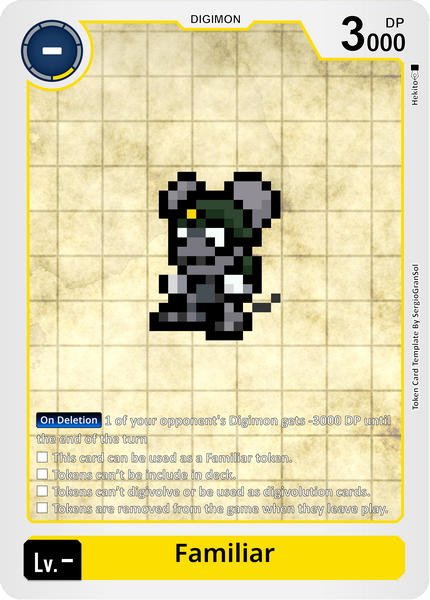 DIGIMON
-
3000
DP
Hekito
Token Card Template By SergioGranSol
On Deletion 1 of your opponent's Digimon gets -3000 DP until
the end of the turn
This card can be used as a Familiar token.
Tokens can't be include in deck.
Tokens can't digivolve or be used as digivolution cards.
Tokens are removed from the game when they leave play.
Lv.-
Familiar